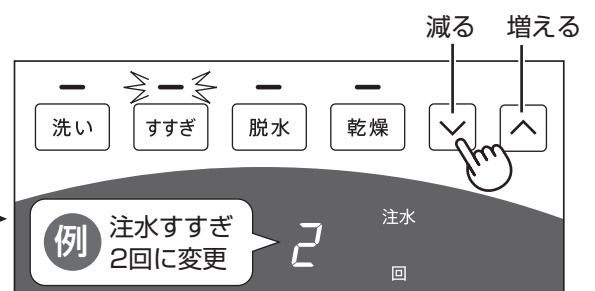 減る 増える
洗い すすぎ 脱水 乾燥
例 注水すすぎ
2回に変更
2 注水
回